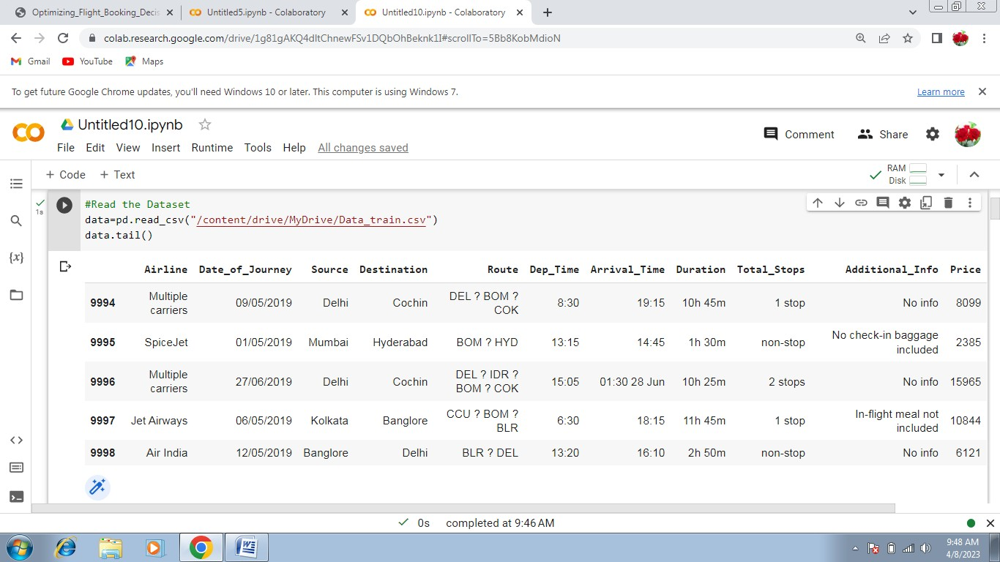 Optimizing_Flight_Booking_Decis
Untitled5.ipynb - Colaboratory
Untitled10.ipynb - Colaboratory
colab.research.google.com/drive/1g81gAKQ4dltChnewFSv1DQbOhBeknk1I#scrollTo=5Bb8KobMdioN
Gmail YouTube Maps
To get future Google Chrome updates, you'll need Windows 10 or later. This computer is using Windows 7. Learn more
Untitled10.ipynb
Comment Share
File Edit View Insert Runtime Tools Help All changes saved
+ Code + Text
RAM
Disk
1s
#Read the Dataset
data=pd.read_csv("/content/drive/MyDrive/Data_train.csv")
data.tail()
{x}
Airline Date_of_Journey Source Destination Route Dep_Time Arrival_Time Duration Total_Stops Additional_Info Price
9994 Multiple carriers 09/05/2019 Delhi Cochin DEL ? BOM ? COK 8:30 19:15 10h 45m 1 stop No info 8099
9995 SpiceJet 01/05/2019 Mumbai Hyderabad BOM ? HYD 13:15 14:45 1h 30m non-stop No check-in baggage included 2385
9996 Multiple carriers 27/06/2019 Delhi Cochin DEL ? IDR ? BOM ? COK 15:05 01:30 28 Jun 10h 25m 2 stops No info 15965
9997 Jet Airways 06/05/2019 Kolkata Banglore CCU ? BOM ? BLR 6:30 18:15 11h 45m 1 stop In-flight meal not included 10844
9998 Air India 12/05/2019 Banglore Delhi BLR ? DEL 13:20 16:10 2h 50m non-stop No info 6121
0s completed at 9:46 AM
9:48 AM
4/8/2023